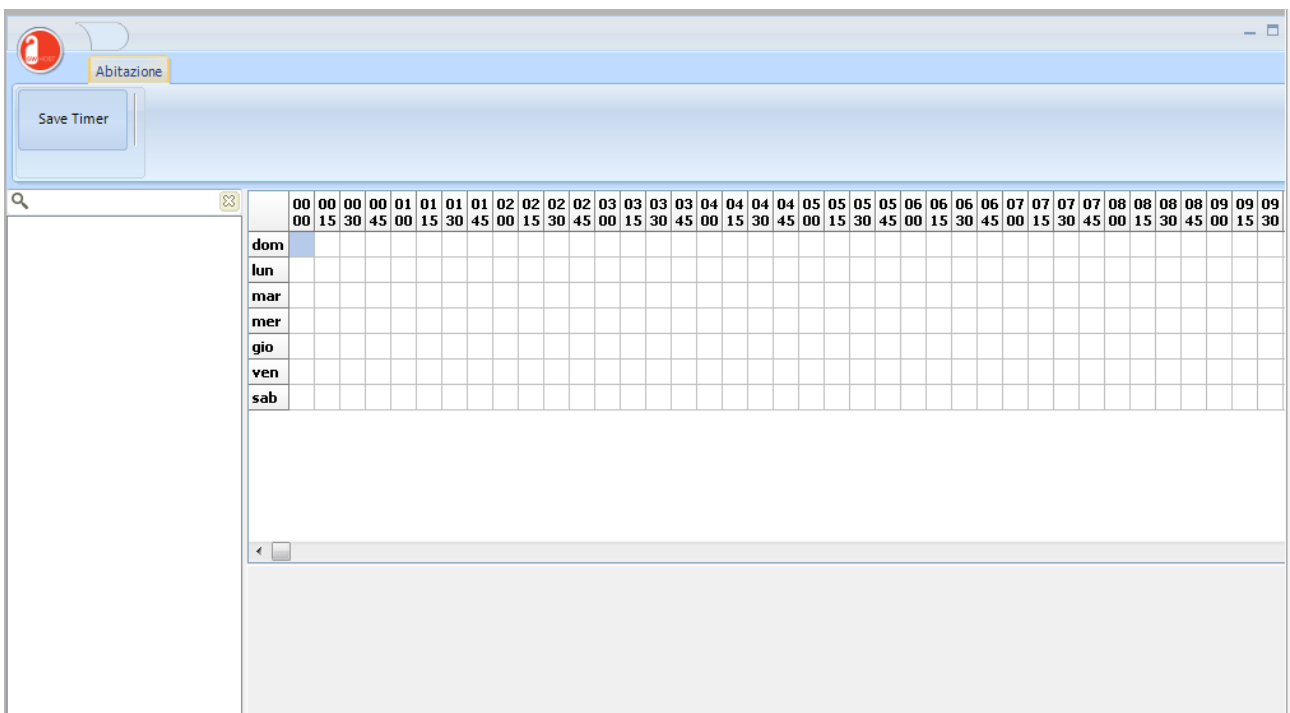 GW HOST
Abitazione
Save Timer
00 00 00 00 01 01 01 01 02 02 02 02 03 03 03 03 04 04 04 04 05 05 05 05 06 06 06 06 07 07 07 07 08 08 08 08 09 09 09
00 15 30 45 00 15 30 45 00 15 30 45 00 15 30 45 00 15 30 45 00 15 30 45 00 15 30 45 00 15 30 45 00 15 30 45 00 15 30
dom
lun
mar
mer
gio
ven
sab